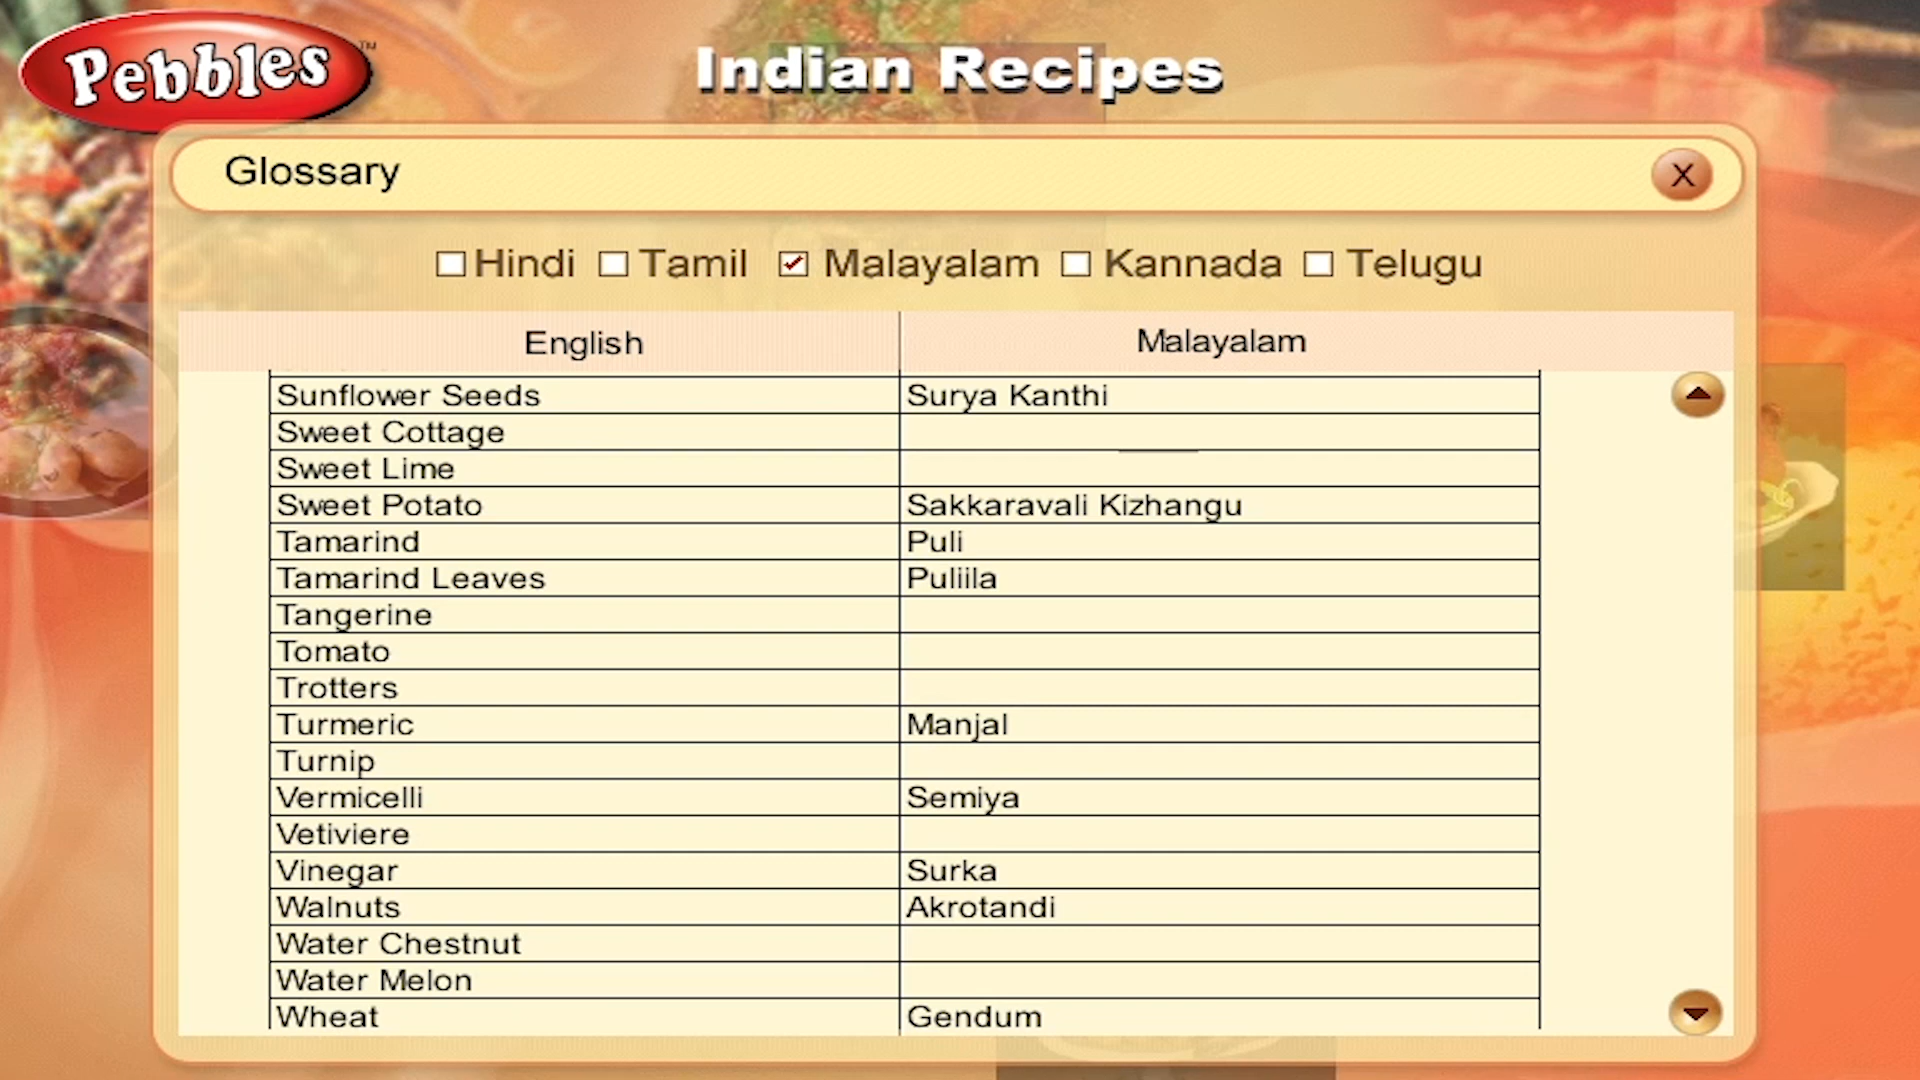 Pebbles™
Indian Recipes
Glossary
X
Hindi Tamil Malayalam Kannada Telugu
English Malayalam
Sunflower Seeds Surya Kanthi
Sweet Cottage
Sweet Lime
Sweet Potato Sakkaravali Kizhangu
Tamarind Puli
Tamarind Leaves Puliila
Tangerine
Tomato
Trotters
Turmeric Manjal
Turnip
Vermicelli Semiya
Vetiviere
Vinegar Surka
Walnuts Akrotandi
Water Chestnut
Water Melon
Wheat Gendum